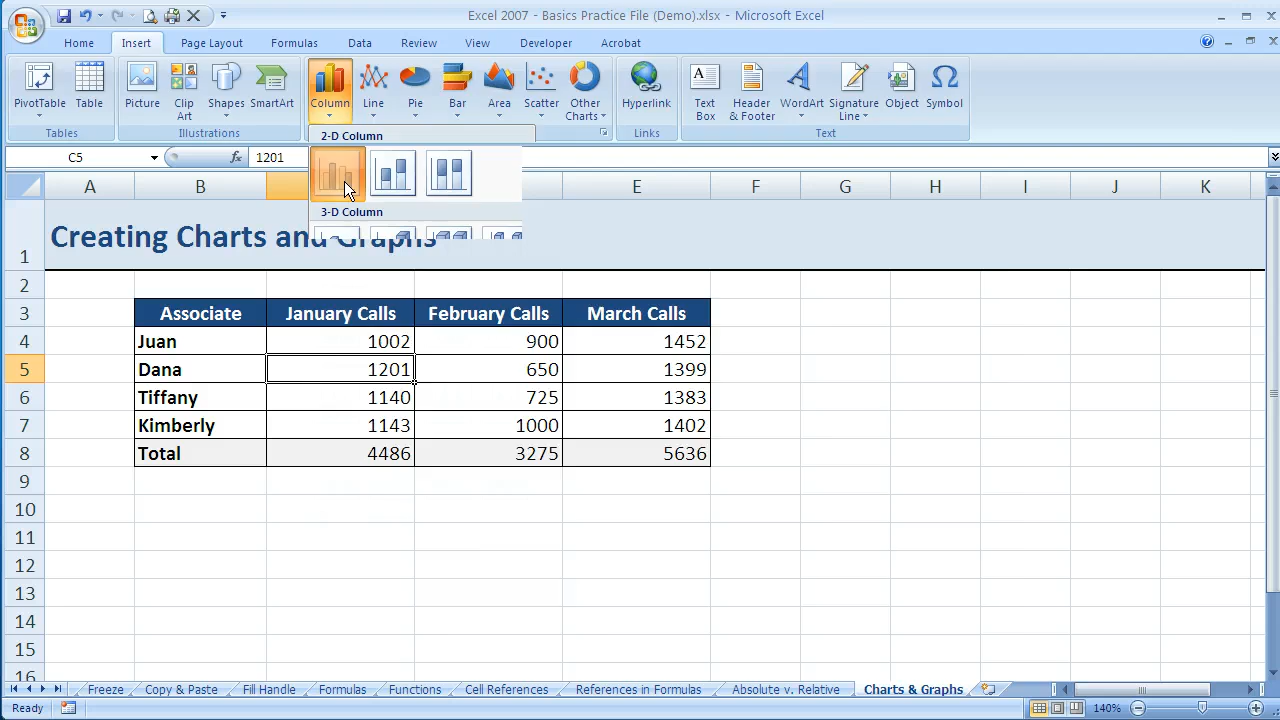 Excel 2007 - Basics Practice File (Demo).xlsx - Microsoft Excel
Home Insert Page Layout Formulas Data Review View Developer Acrobat
PivotTable Table Picture Clip Art Shapes SmartArt Column Line Pie Bar Area Scatter Other Charts Hyperlink Text Box Header & Footer WordArt Signature Line Object Symbol
Tables Illustrations Links Text
2-D Column
C5 fx 1201
A B E F G H I J K
3-D Column
1 Creating Charts and Graphs
2
3 Associate January Calls February Calls March Calls
4 Juan 1002 900 1452
5 Dana 1201 650 1399
6 Tiffany 1140 725 1383
7 Kimberly 1143 1000 1402
8 Total 4486 3275 5636
9
10
11
12
13
14
15
16
Freeze Copy & Paste Fill Handle Formulas Functions Cell References References in Formulas Absolute v. Relative Charts & Graphs
Ready 140%